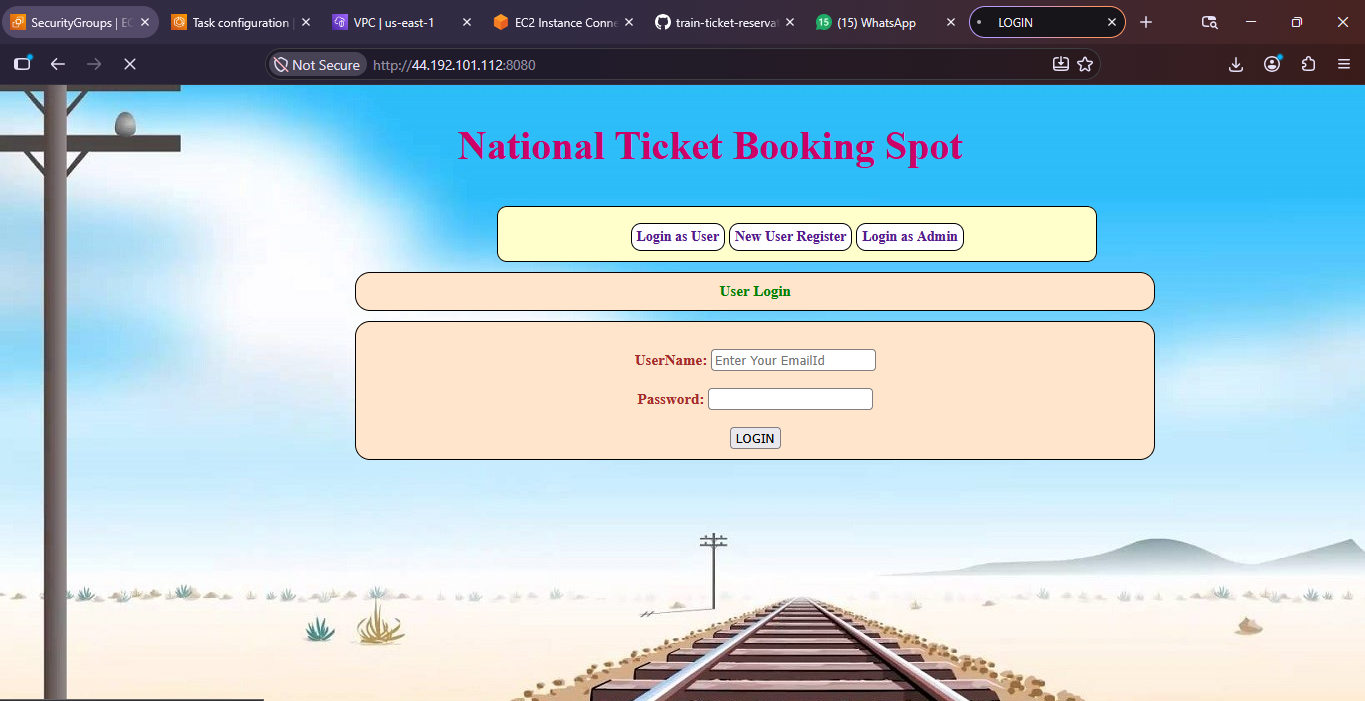 SecurityGroups | EC
Task configuration
VPC | us-east-1
EC2 Instance Conne
train-ticket-reservat
15
(15) WhatsApp
LOGIN
Not Secure
http://44.192.101.112:8080
National Ticket Booking Spot
Login as User
New User Register
Login as Admin
User Login
UserName:
Enter Your EmailId
Password:
LOGIN